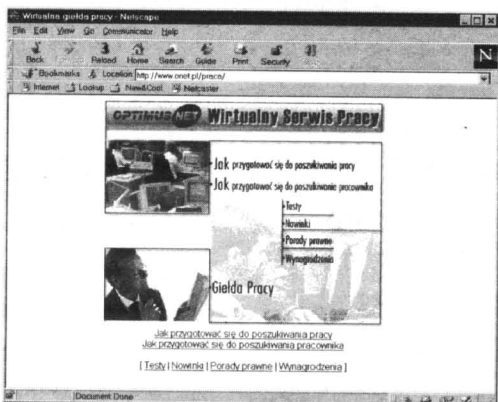 Wirtualna giełda pracy - Netscape
File Edit View Go Communicator Help
Back Forward Reload Home Search Guide Print Security
Bookmarks Location http://www.onet.pl/praca/
Internet Lookup New&Cool Netcaster
OPTIMUS NET Wirtualny Serwis Pracy
Jak przygotować się do poszukiwania pracy
Jak przygotować się do poszukiwania pracownika
Testy
Nowinki
Porady prawne
Wynagrodzenia
Giełda Pracy
Jak przygotować się do poszukiwania pracy
Jak przygotować się do poszukiwania pracownika
[ Testy | Nowinki | Porady prawne | Wynagrodzenia ]
Document Done